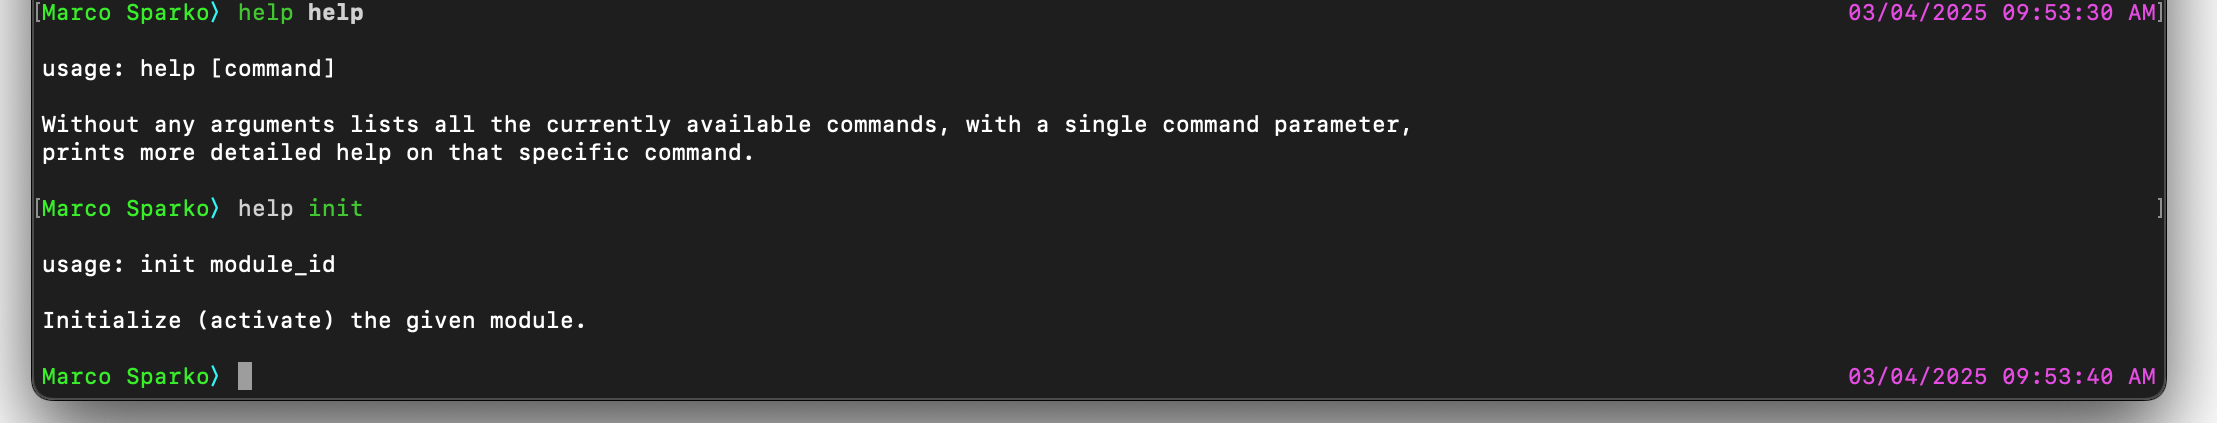 [Marco Sparko⟩ help help 03/04/2025 09:53:30 AM]
usage: help [command]
Without any arguments lists all the currently available commands, with a single command parameter,
prints more detailed help on that specific command.
[Marco Sparko⟩ help init ]
usage: init module_id
Initialize (activate) the given module.
Marco Sparko⟩ 03/04/2025 09:53:40 AM